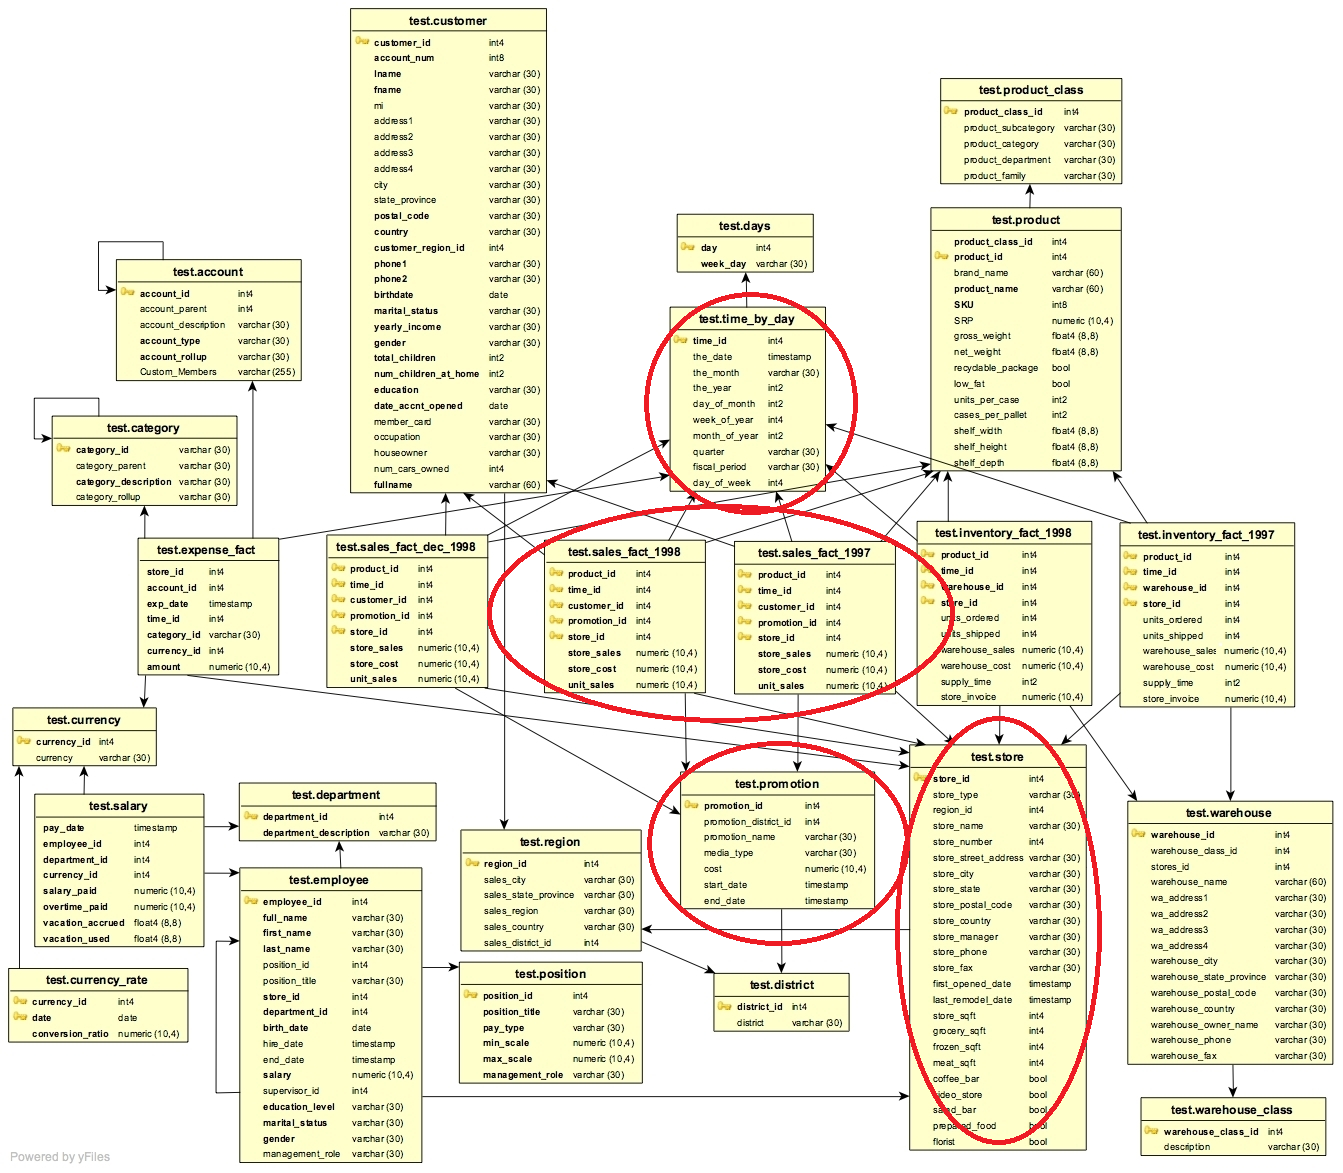 test.customer
customer_id int4
account_num int8
lname varchar (30)
fname varchar (30)
mi varchar (30)
address1 varchar (30)
address2 varchar (30)
address3 varchar (30)
address4 varchar (30)
city varchar (30)
state_province varchar (30)
postal_code varchar (30)
country varchar (30)
customer_region_id int4
phone1 varchar (30)
phone2 varchar (30)
birthdate date
marital_status varchar (30)
yearly_income varchar (30)
gender varchar (30)
total_children int2
num_children_at_home int2
education varchar (30)
date_accnt_opened date
member_card varchar (30)
occupation varchar (30)
houseowner varchar (30)
num_cars_owned int4
fullname varchar (60)
test.product_class
product_class_id int4
product_subcategory varchar (30)
product_category varchar (30)
product_department varchar (30)
product_family varchar (30)
test.product
product_class_id int4
product_id int4
brand_name varchar (60)
product_name varchar (60)
SKU int8
SRP numeric (10,4)
gross_weight float4 (8,8)
net_weight float4 (8,8)
recyclable_package bool
low_fat bool
units_per_case int2
cases_per_pallet int2
shelf_width float4 (8,8)
shelf_height float4 (8,8)
shelf_depth float4 (8,8)
test.days
day int4
week_day varchar (30)
test.time_by_day
time_id int4
the_date timestamp
the_month varchar (30)
the_year int2
day_of_month int2
week_of_year int4
month_of_year int2
quarter varchar (30)
fiscal_period varchar (30)
day_of_week int4
test.account
account_id int4
account_parent int4
account_description varchar (30)
account_type varchar (30)
account_rollup varchar (30)
Custom_Members varchar (255)
test.category
category_id varchar (30)
category_parent varchar (30)
category_description varchar (30)
category_rollup varchar (30)
test.expense_fact
store_id int4
account_id int4
exp_date timestamp
time_id int4
category_id varchar (30)
currency_id int4
amount numeric (10,4)
test.sales_fact_dec_1998
product_id int4
time_id int4
customer_id int4
promotion_id int4
store_id int4
store_sales numeric (10,4)
store_cost numeric (10,4)
unit_sales numeric (10,4)
test.sales_fact_1998
product_id int4
time_id int4
customer_id int4
promotion_id int4
store_id int4
store_sales numeric (10,4)
store_cost numeric (10,4)
unit_sales numeric (10,4)
test.sales_fact_1997
product_id int4
time_id int4
customer_id int4
promotion_id int4
store_id int4
store_sales numeric (10,4)
store_cost numeric (10,4)
unit_sales numeric (10,4)
test.inventory_fact_1998
product_id int4
time_id int4
warehouse_id int4
store_id int4
units_ordered int4
units_shipped int4
warehouse_sales numeric (10,4)
warehouse_cost numeric (10,4)
supply_time int2
store_invoice numeric (10,4)
test.inventory_fact_1997
product_id int4
time_id int4
warehouse_id int4
store_id int4
units_ordered int4
units_shipped int4
warehouse_sales numeric (10,4)
warehouse_cost numeric (10,4)
supply_time int2
store_invoice numeric (10,4)
test.currency
currency_id int4
currency varchar (30)
test.salary
pay_date timestamp
employee_id int4
department_id int4
currency_id int4
salary_paid numeric (10,4)
overtime_paid numeric (10,4)
vacation_accrued float4 (8,8)
vacation_used float4 (8,8)
test.currency_rate
currency_id int4
date date
conversion_ratio numeric (10,4)
test.department
department_id int4
department_description varchar (30)
test.employee
employee_id int4
full_name varchar (30)
first_name varchar (30)
last_name varchar (30)
position_id int4
position_title varchar (30)
store_id int4
department_id int4
birth_date date
hire_date timestamp
end_date timestamp
salary numeric (10,4)
supervisor_id int4
education_level varchar (30)
marital_status varchar (30)
gender varchar (30)
management_role varchar (30)
test.region
region_id int4
sales_city varchar (30)
sales_state_province varchar (30)
sales_region varchar (30)
sales_country varchar (30)
sales_district_id int4
test.position
position_id int4
position_title varchar (30)
pay_type varchar (30)
min_scale numeric (10,4)
max_scale numeric (10,4)
management_role varchar (30)
test.promotion
promotion_id int4
promotion_district_id int4
promotion_name varchar (30)
media_type varchar (30)
cost numeric (10,4)
start_date timestamp
end_date timestamp
test.district
district_id int4
district varchar (30)
test.store
store_id int4
store_type varchar (30)
region_id int4
store_name varchar (30)
store_number int4
store_street_address varchar (30)
store_city varchar (30)
store_state varchar (30)
store_postal_code varchar (30)
store_country varchar (30)
store_manager varchar (30)
store_phone varchar (30)
store_fax varchar (30)
first_opened_date timestamp
last_remodel_date timestamp
store_sqft int4
grocery_sqft int4
frozen_sqft int4
meat_sqft int4
coffee_bar bool
video_store bool
salad_bar bool
prepared_food bool
florist bool
test.warehouse
warehouse_id int4
warehouse_class_id int4
stores_id int4
warehouse_name varchar (60)
wa_address1 varchar (30)
wa_address2 varchar (30)
wa_address3 varchar (30)
wa_address4 varchar (30)
warehouse_city varchar (30)
warehouse_state_province varchar (30)
warehouse_postal_code varchar (30)
warehouse_country varchar (30)
warehouse_owner_name varchar (30)
warehouse_phone varchar (30)
warehouse_fax varchar (30)
test.warehouse_class
warehouse_class_id int4
description varchar (30)
Powered by yFiles